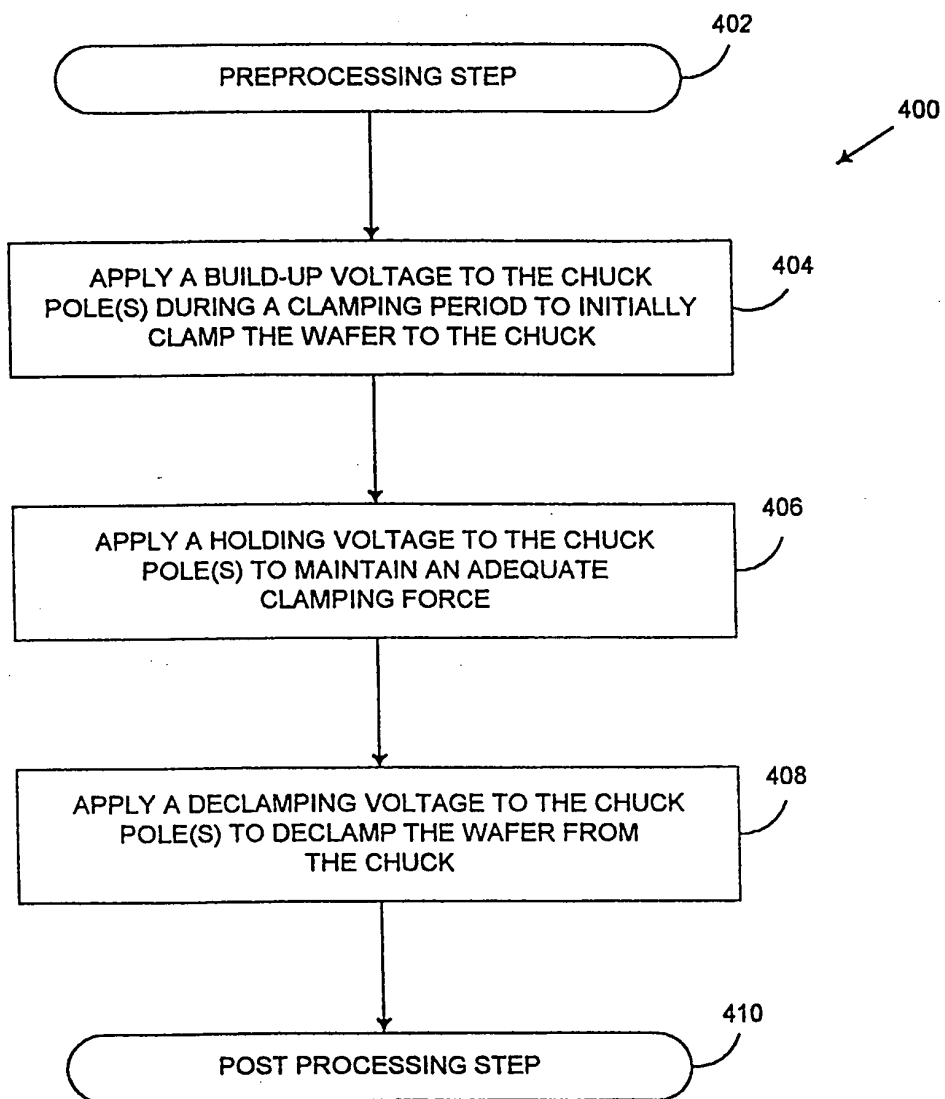 402
PREPROCESSING STEP
400
404
APPLY A BUILD-UP VOLTAGE TO THE CHUCK
POLE(S) DURING A CLAMPING PERIOD TO INITIALLY
CLAMP THE WAFER TO THE CHUCK
406
APPLY A HOLDING VOLTAGE TO THE CHUCK
POLE(S) TO MAINTAIN AN ADEQUATE
CLAMPING FORCE
408
APPLY A DECLAMPING VOLTAGE TO THE CHUCK
POLE(S) TO DECLAMP THE WAFER FROM
THE CHUCK
410
POST PROCESSING STEP